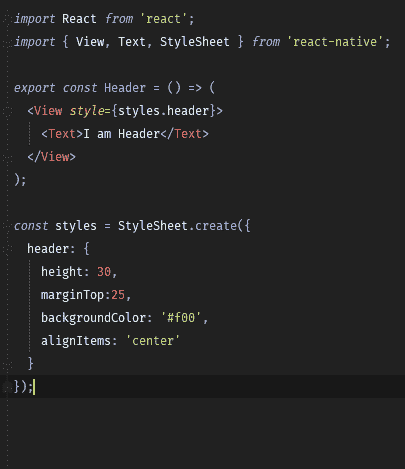 import React from 'react';
import { View, Text, StyleSheet } from 'react-native';
export const Header = () => (
<View style={styles.header}>
<Text>I am Header</Text>
</View>
);
const styles = StyleSheet.create({
header: {
height: 30,
marginTop:25,
backgroundColor: '#f00',
alignItems: 'center'
}
});